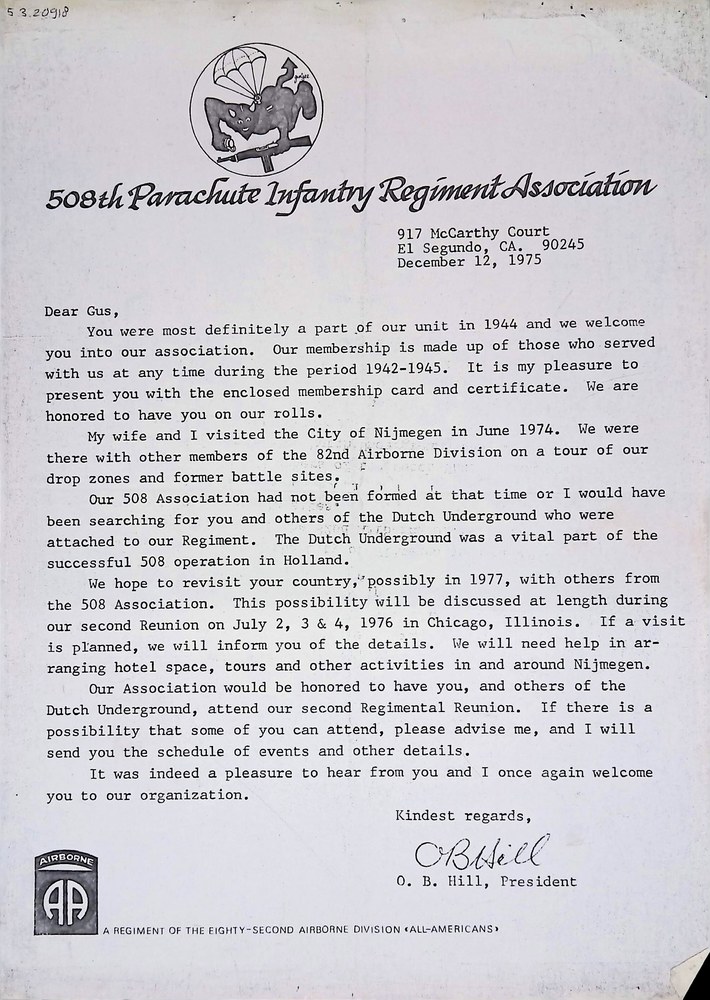 5 3.20918
508th Parachute Infantry Regiment Association
917 McCarthy Court
El Segundo, CA. 90245
December 12, 1975
Dear Gus,
You were most definitely a part of our unit in 1944 and we welcome
you into our association. Our membership is made up of those who served
with us at any time during the period 1942-1945. It is my pleasure to
present you with the enclosed membership card and certificate. We are
honored to have you on our rolls.
My wife and I visited the City of Nijmegen in June 1974. We were
there with other members of the 82nd Airborne Division on a tour of our
drop zones and former battle sites.
Our 508 Association had not been formed at that time or I would have
been searching for you and others of the Dutch Underground who were
attached to our Regiment. The Dutch Underground was a vital part of the
successful 508 operation in Holland.
We hope to revisit your country, possibly in 1977, with others from
the 508 Association. This possibility will be discussed at length during
our second Reunion on July 2, 3 & 4, 1976 in Chicago, Illinois. If a visit
is planned, we will inform you of the details. We will need help in ar-
ranging hotel space, tours and other activities in and around Nijmegen.
Our Association would be honored to have you, and others of the
Dutch Underground, attend our second Regimental Reunion. If there is a
possibility that some of you can attend, please advise me, and I will
send you the schedule of events and other details.
It was indeed a pleasure to hear from you and I once again welcome
you to our organization.
Kindest regards,
OBHill
O. B. Hill, President
AIRBORNE
AA
A REGIMENT OF THE EIGHTY-SECOND AIRBORNE DIVISION ‹ALL-AMERICANS›